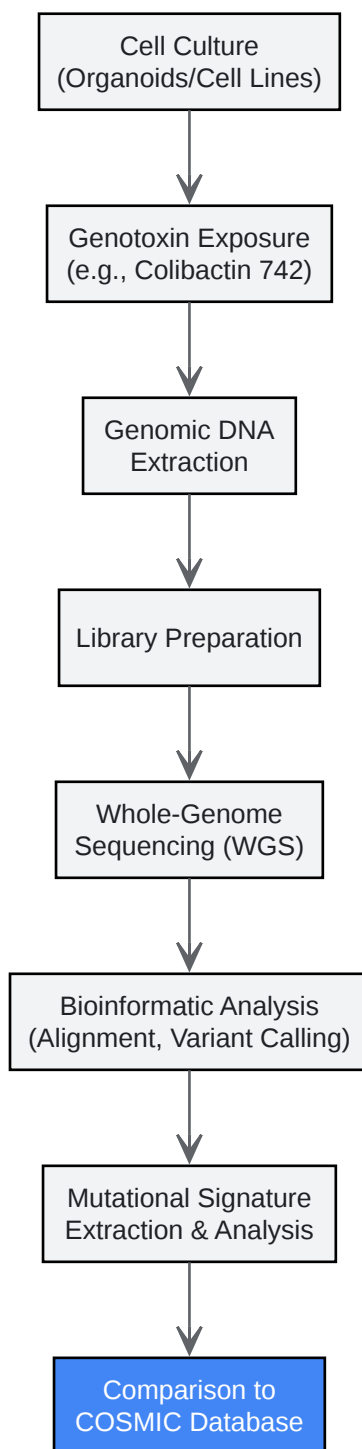 Cell Culture
(Organoids/Cell Lines)
Genotoxin Exposure
(e.g., Colibactin 742)
Genomic DNA
Extraction
Library Preparation
Whole-Genome
Sequencing (WGS)
Bioinformatic Analysis
(Alignment, Variant Calling)
Mutational Signature
Extraction & Analysis
Comparison to
COSMIC Database